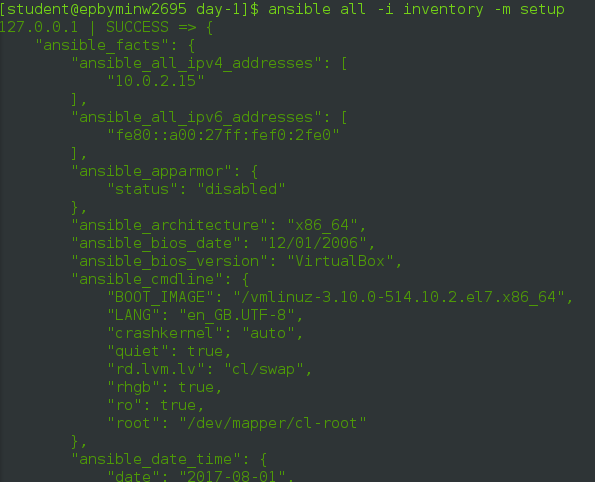 [student@epbyminw2695 day-1]$ ansible all -i inventory -m setup
127.0.0.1 | SUCCESS => {
    "ansible_facts": {
        "ansible_all_ipv4_addresses": [
            "10.0.2.15"
        ],
        "ansible_all_ipv6_addresses": [
            "fe80::a00:27ff:fef0:2fe0"
        ],
        "ansible_apparmor": {
            "status": "disabled"
        },
        "ansible_architecture": "x86_64",
        "ansible_bios_date": "12/01/2006",
        "ansible_bios_version": "VirtualBox",
        "ansible_cmdline": {
            "BOOT_IMAGE": "/vmlinuz-3.10.0-514.10.2.el7.x86_64",
            "LANG": "en_GB.UTF-8",
            "crashkernel": "auto",
            "quiet": true,
            "rd.lvm.lv": "cl/swap",
            "rhgb": true,
            "ro": true,
            "root": "/dev/mapper/cl-root"
        },
        "ansible_date_time": {
            "date": "2017-08-01",